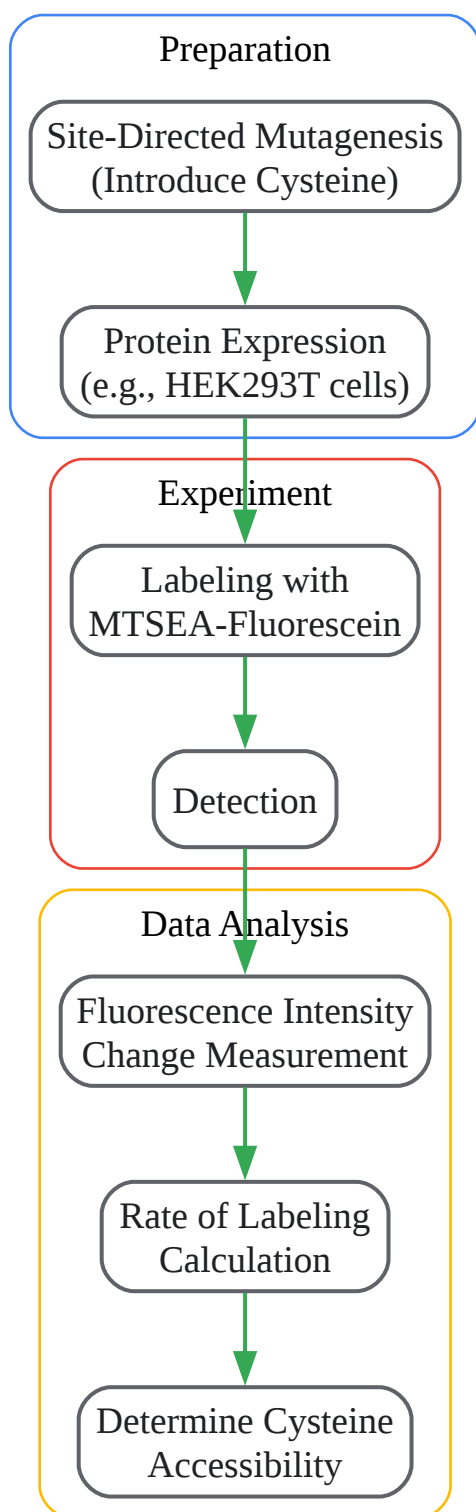 Preparation
Site-Directed Mutagenesis
(Introduce Cysteine)
Protein Expression
(e.g., HEK293T cells)
Experiment
Labeling with
MTSEA-Fluorescein
Detection
Data Analysis
Fluorescence Intensity
Change Measurement
Rate of Labeling
Calculation
Determine Cysteine
Accessibility